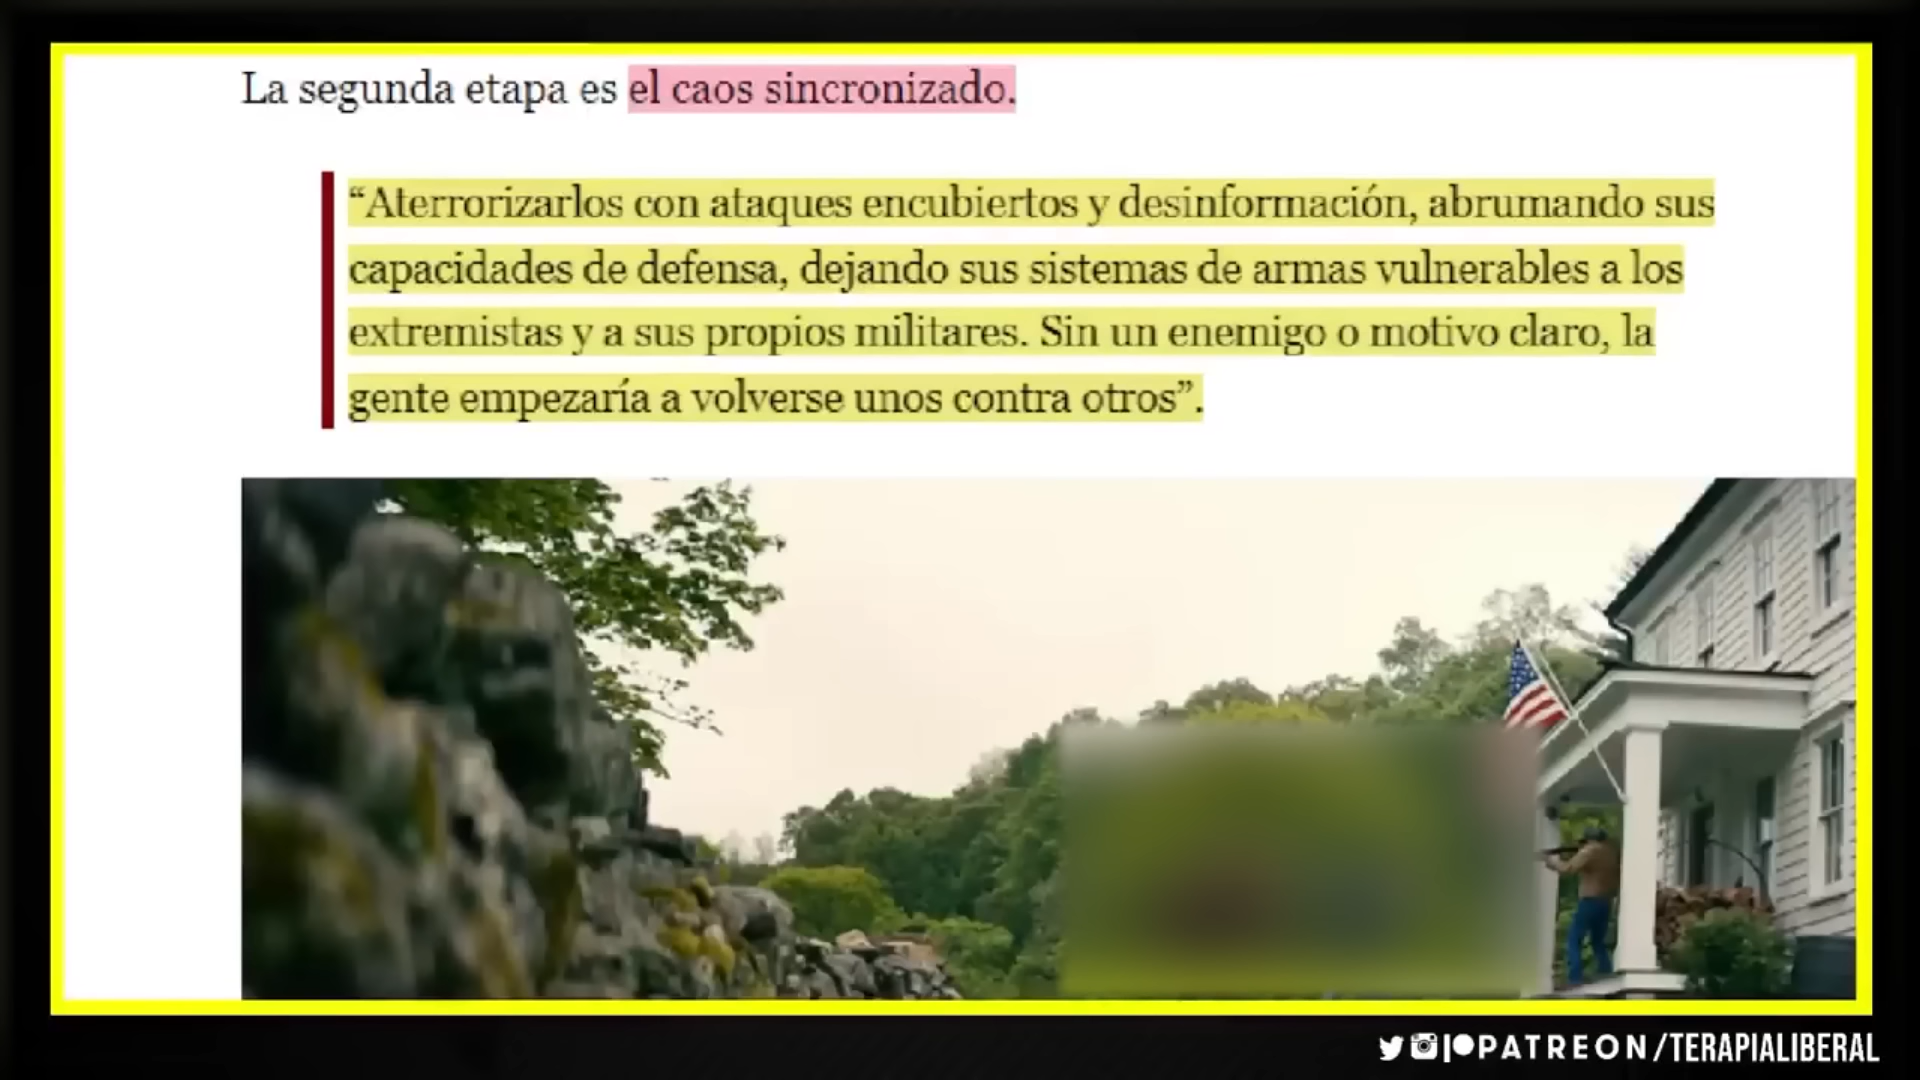 La segunda etapa es el caos sincronizado.
“Aterrorizarlos con ataques encubiertos y desinformación, abrumando sus
capacidades de defensa, dejando sus sistemas de armas vulnerables a los
extremistas y a sus propios militares. Sin un enemigo o motivo claro, la
gente empezaría a volverse unos contra otros”.
PATREON/TERAPIALIBERAL